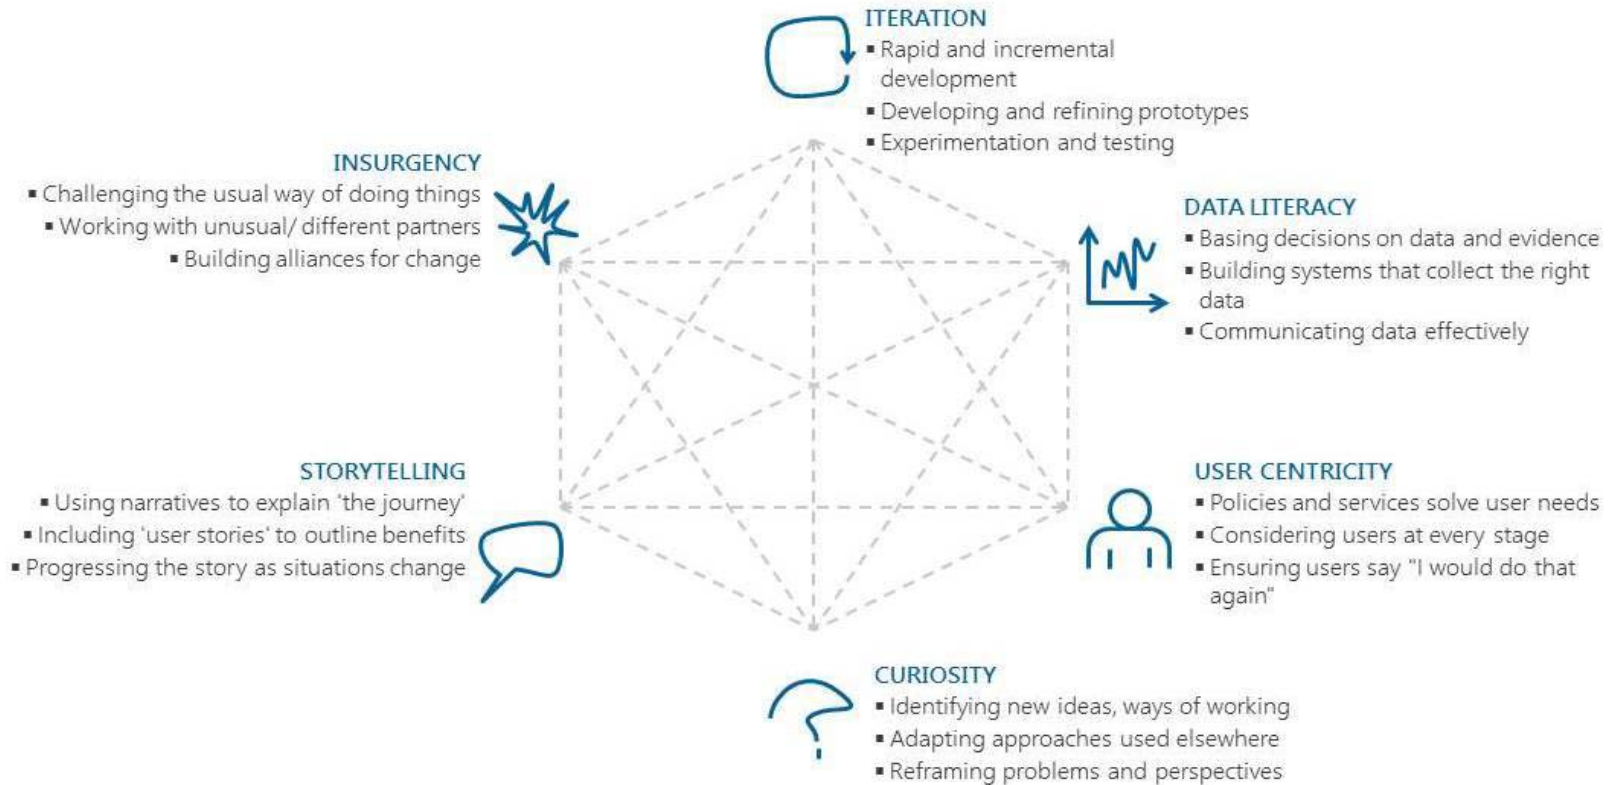 ITERATION
▪ Rapid and incremental
development
▪ Developing and refining prototypes
▪ Experimentation and testing
INSURGENCY
▪ Challenging the usual way of doing things
▪ Working with unusual/ different partners
▪ Building alliances for change
DATA LITERACY
▪ Basing decisions on data and evidence
▪ Building systems that collect the right
data
▪ Communicating data effectively
STORYTELLING
▪ Using narratives to explain 'the journey'
▪ Including 'user stories' to outline benefits
▪ Progressing the story as situations change
USER CENTRICITY
▪ Policies and services solve user needs
▪ Considering users at every stage
▪ Ensuring users say "I would do that
again"
CURIOSITY
▪ Identifying new ideas, ways of working
▪ Adapting approaches used elsewhere
▪ Reframing problems and perspectives